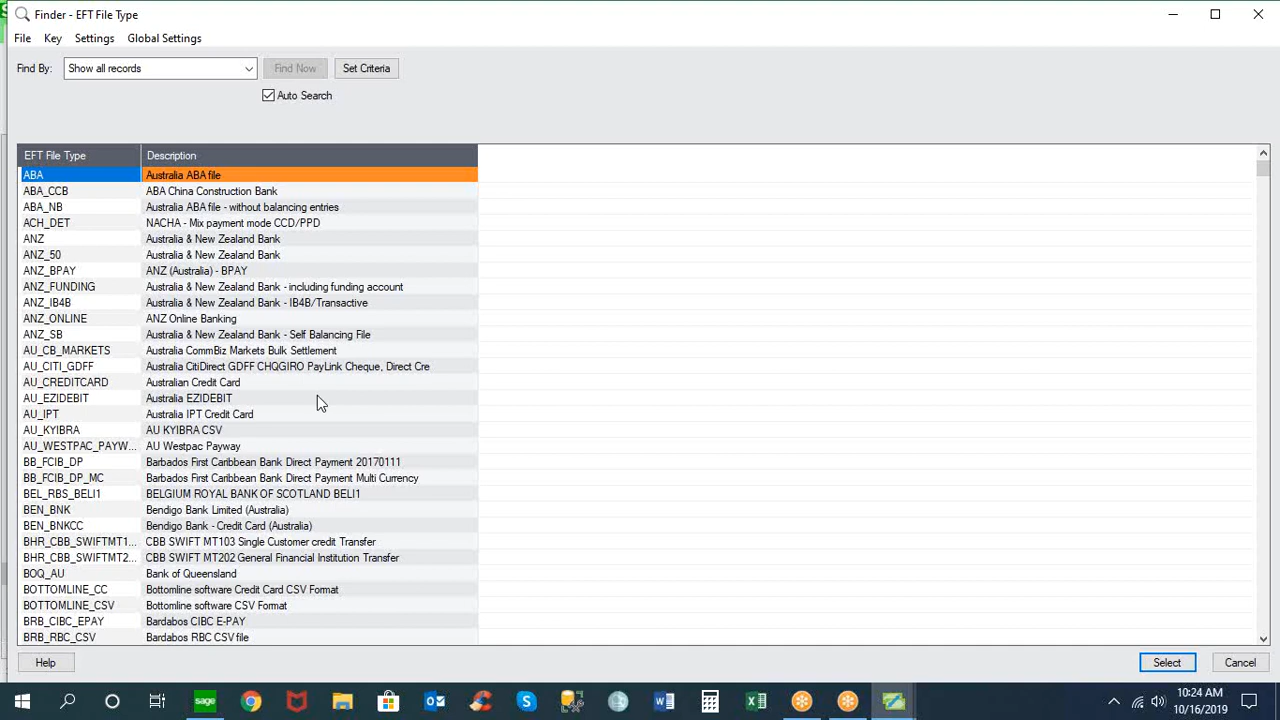 Finder - EFT File Type
File Key Settings Global Settings
Find By: Show all records Find Now Set Criteria
Auto Search
EFT File Type Description
ABA Australia ABA file
ABA_CCB ABA China Construction Bank
ABA_NB Australia ABA file - without balancing entries
ACH_DET NACHA - Mix payment mode CCD/PPD
ANZ Australia & New Zealand Bank
ANZ_50 Australia & New Zealand Bank
ANZ_BPAY ANZ (Australia) - BPAY
ANZ_FUNDING Australia & New Zealand Bank - including funding account
ANZ_IB4B Australia & New Zealand Bank - IB4B/Transactive
ANZ_ONLINE ANZ Online Banking
ANZ_SB Australia & New Zealand Bank - Self Balancing File
AU_CB_MARKETS Australia CommBiz Markets Bulk Settlement
AU_CITI_GDFF Australia CitiDirect GDFF CHQGIRO PayLink Cheque, Direct Cre
AU_CREDITCARD Australian Credit Card
AU_EZIDEBIT Australia EZIDEBIT
AU_IPT Australia IPT Credit Card
AU_KYIBRA AU KYIBRA CSV
AU_WESTPAC_PAYW... AU Westpac Payway
BB_FCIB_DP Barbados First Caribbean Bank Direct Payment 20170111
BB_FCIB_DP_MC Barbados First Caribbean Bank Direct Payment Multi Currency
BEL_RBS_BELI1 BELGIUM ROYAL BANK OF SCOTLAND BELI1
BEN_BNK Bendigo Bank Limited (Australia)
BEN_BNKCC Bendigo Bank - Credit Card (Australia)
BHR_CBB_SWIFTMT1... CBB SWIFT MT103 Single Customer credit Transfer
BHR_CBB_SWIFTMT2... CBB SWIFT MT202 General Financial Institution Transfer
BOQ_AU Bank of Queensland
BOTTOMLINE_CC Bottomline software Credit Card CSV Format
BOTTOMLINE_CSV Bottomline software CSV Format
BRB_CIBC_EPAY Bardabos CIBC E-PAY
BRB_RBC_CSV Bardabos RBC CSV file
Help Select Cancel
sage
10:24 AM
10/16/2019